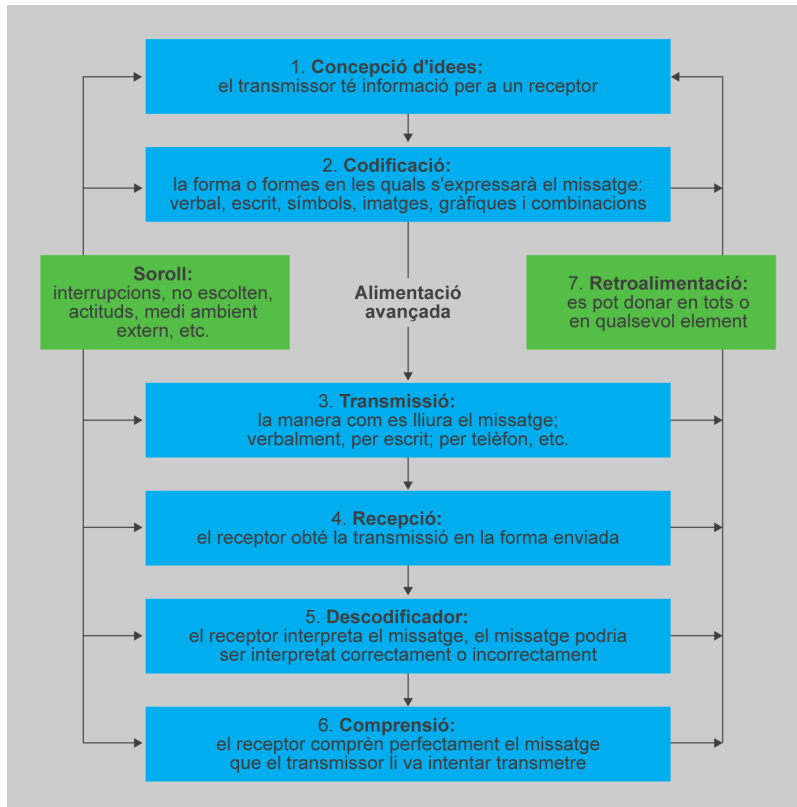 1. Concepció d'idees:
el transmissor té informació per a un receptor
2. Codificació:
la forma o formes en les quals s'expressarà el missatge:
verbal, escrit, símbols, imatges, gràfiques i combinacions
Soroll:
interrupcions, no escolten,
actituds, medi ambient
extern, etc.
Alimentació
avançada
7. Retroalimentació:
es pot donar en tots o
en qualsevol element
3. Transmissió:
la manera com es lliura el missatge;
verbalment, per escrit; per telèfon, etc.
4. Recepció:
el receptor obté la transmissió en la forma enviada
5. Descodificador:
el receptor interpreta el missatge, el missatge podria
ser interpretat correctament o incorrectament
6. Comprensió:
el receptor comprèn perfectament el missatge
que el transmissor li va intentar transmetre